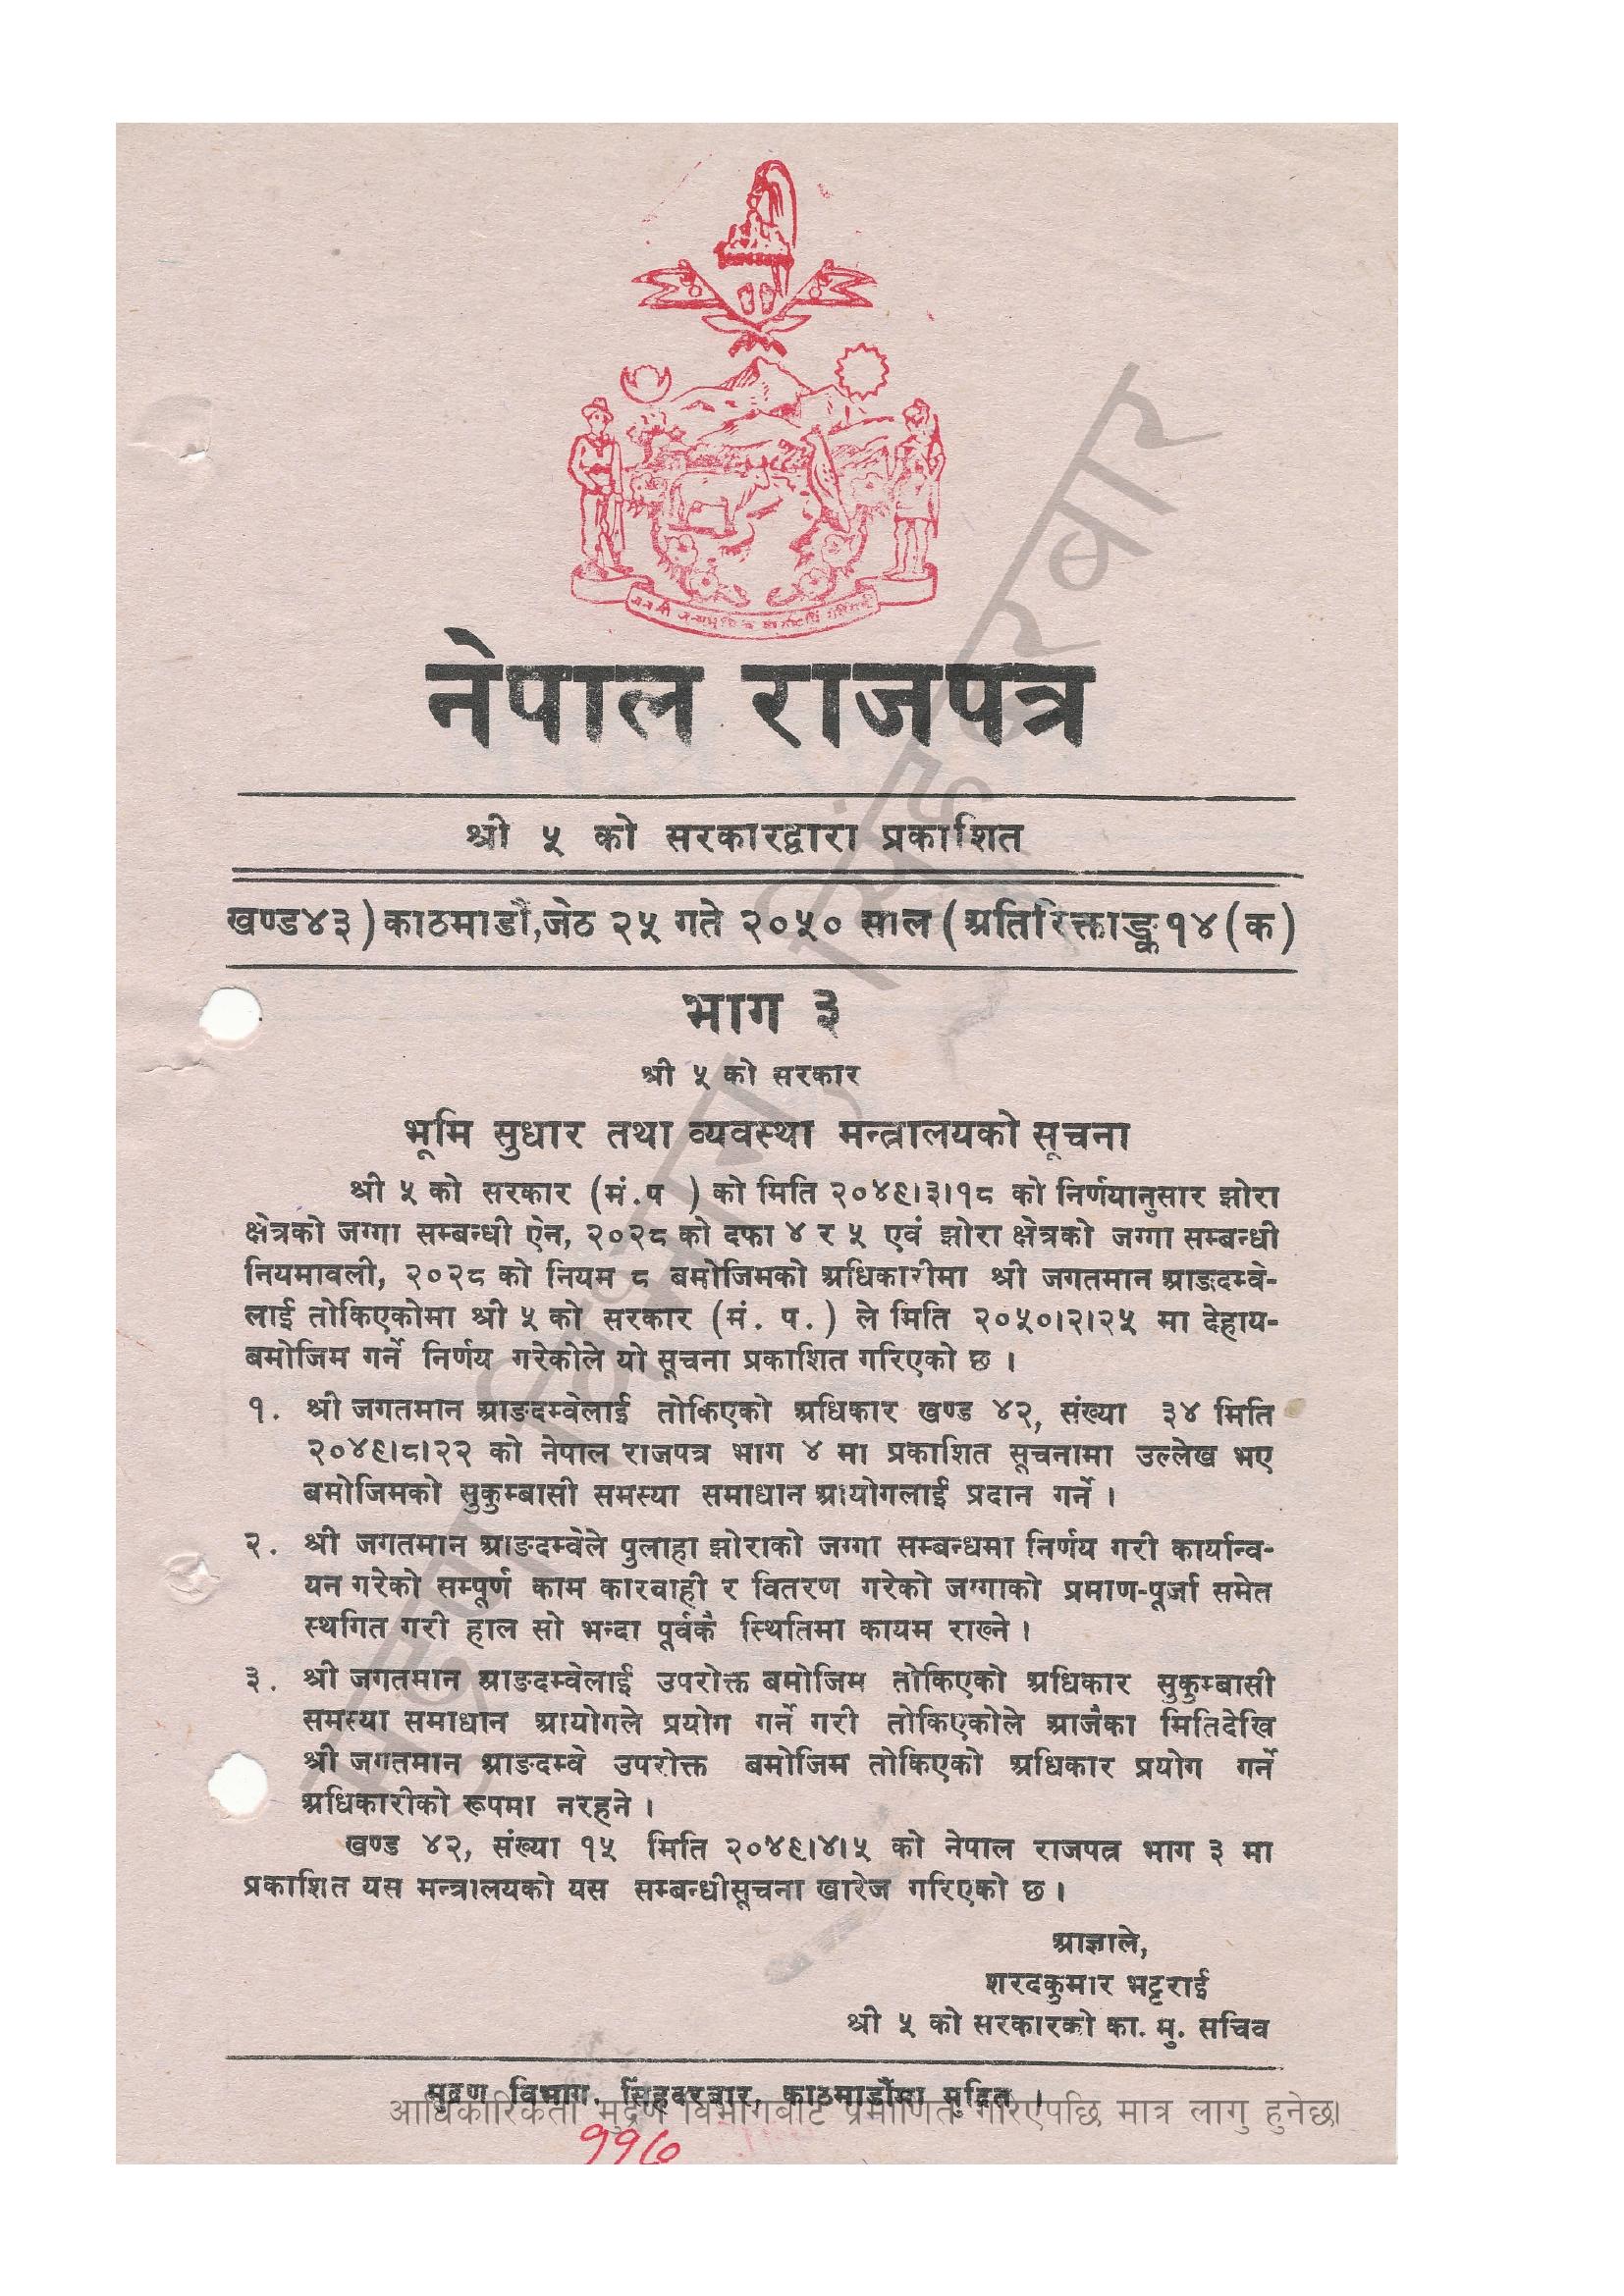 नेपाल राजपत्र
श्री ५ को सरकारद्वारा प्रकाशित
खण्ड४३) काठमाडौं,जेठ २५ गते २०५० साल (अतिरिक्ताङ्क१४(क)
भाग ३
श्री ५ को सरकार
भूमि सुधार तथा व्यवस्था मन्त्रालयको सूचना
श्री ५ को सरकार (मं.प ) को मिति २०४९।३।१८ को निर्णयानुसार झोरा
क्षेत्रको जग्गा सम्बन्धी ऐन, २०२८ को दफा ४ र ५ एवं झोरा क्षेत्रको जग्गा सम्बन्धी
नियमावली, २०२८ को नियम ८ बमोजिमको अधिकारीमा श्री जगतमान आङदम्वे-
लाई तोकिएकोमा श्री ५ को सरकार (मं. प.) ले मिति २०५०।२।२५ मा देहाय-
बमोजिम गर्ने निर्णय गरेकोले यो सूचना प्रकाशित गरिएको छ ।
१. श्री जगतमान आङदम्वेलाई तोकिएको अधिकार खण्ड ४२, संख्या ३४ मिति
२०४९।८।२२ को नेपाल राजपत्र भाग ४ मा प्रकाशित सूचनामा उल्लेख भए
बमोजिमको सुकुम्बासी समस्या समाधान आयोगलाई प्रदान गर्ने ।
२. श्री जगतमान आङदम्वेले पुलाहा झोराको जग्गा सम्बन्धमा निर्णय गरी कार्यान्व-
यन गरेको सम्पूर्ण काम कारवाही र वितरण गरेको जग्गाको प्रमाण-पूर्जा समेत
स्थगित गरी हाल सो भन्दा पूर्वकै स्थितिमा कायम राख्ने ।
३. श्री जगतमान आङदम्वेलाई उपरोक्त बमोजिम तोकिएको अधिकार सुकुम्बासी
समस्या समाधान आयोगले प्रयोग गर्ने गरी तोकिएकोले आजैका मितिदेखि
श्री जगतमान आङदम्वे उपरोक्त बमोजिम तोकिएको अधिकार प्रयोग गर्ने
अधिकारीको रूपमा नरहने ।
खण्ड ४२, संख्या १५ मिति २०४९।४।५ को नेपाल राजपत्र भाग ३ मा
प्रकाशित यस मन्त्रालयको यस सम्बन्धीसूचना खारेज गरिएको छ ।
आज्ञाले,
शरदकुमार भट्टराई
श्री ५ को सरकारको का. मु. सचिव
मुद्रण विभाग, सिंहदरबार, काठमाडौंमा मुद्रित ।
आधिकारिकता मुद्रण विभागबाट प्रमाणित गरिएपछि मात्र लागु हुनेछ।
११७
मुद्रण विभाग, सिंहदरबार